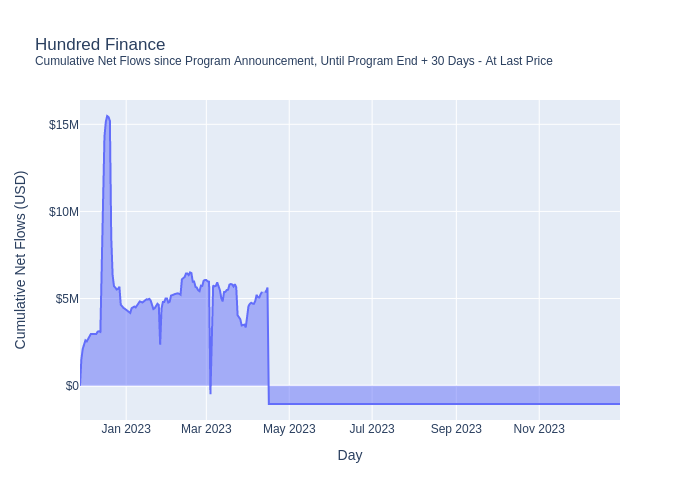 Hundred Finance
Cumulative Net Flows since Program Announcement, Until Program End + 30 Days - At Last Price
Cumulative Net Flows (USD)
$15M
$10M
$5M
$0
Jan 2023
Mar 2023
May 2023
Jul 2023
Sep 2023
Nov 2023
Day